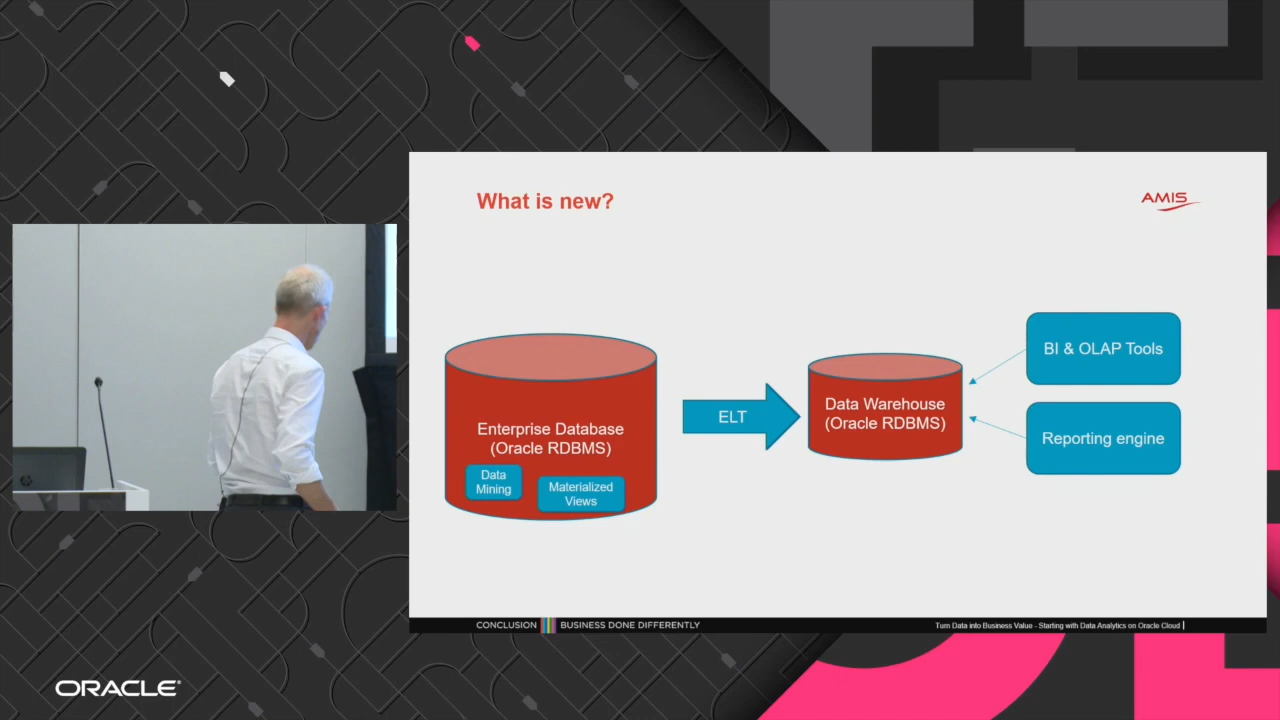 What is new?
AMIS
Enterprise Database
(Oracle RDBMS)
Data
Mining
Materialized
Views
ELT
Data Warehouse
(Oracle RDBMS)
BI & OLAP Tools
Reporting engine
CONCLUSION BUSINESS DONE DIFFERENTLY
Turn Data into Business Value - Starting with Data Analytics on Oracle Cloud |
ORACLE®